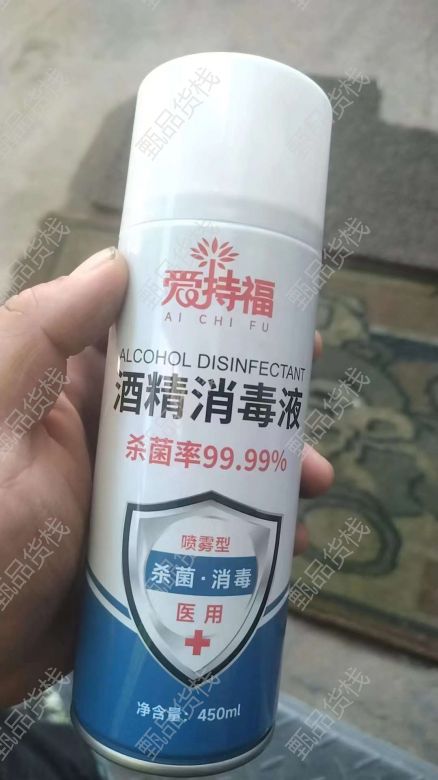 爱持福
AI CHI FU
ALCOHOL DISINFECTANT
酒精消毒液
杀菌率99.99%
喷雾型
杀菌·消毒
医用
净含量: 450ml
甄品货栈